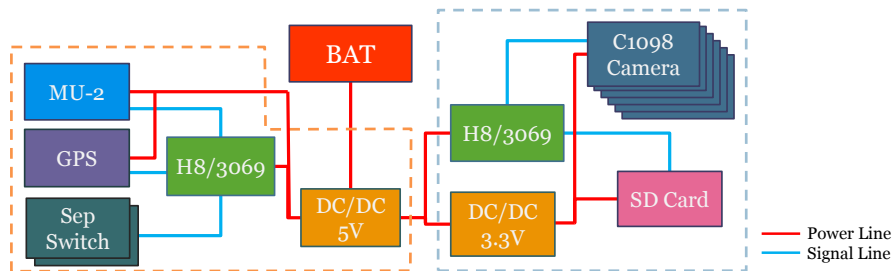 BAT
C1098
Camera
MU-2
H8/3069
GPS
H8/3069
DC/DC
5V
DC/DC
3.3V
SD Card
Sep
Switch
Power Line
Signal Line